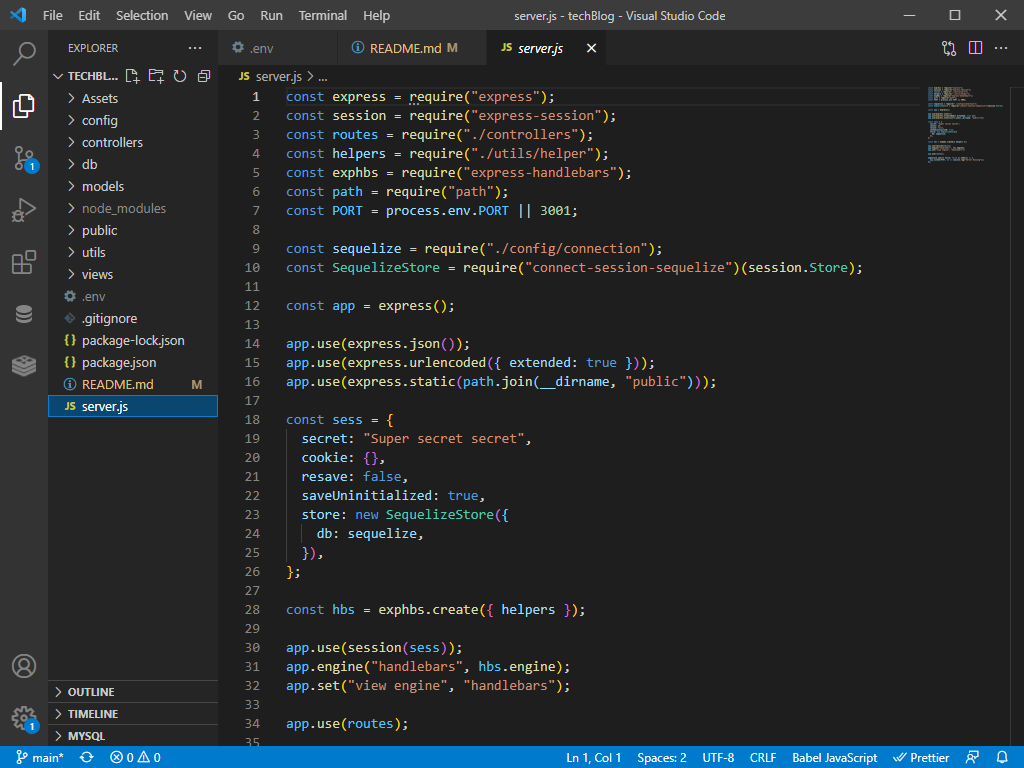 File Edit Selection View Go Run Terminal Help server.js - techBlog - Visual Studio Code
EXPLORER
TECHBL...
Assets
config
controllers
db
models
node_modules
public
utils
views
.env
.gitignore
package-lock.json
package.json
README.md M
server.js
OUTLINE
TIMELINE
MYSQL
1
1
.env README.md M JS server.js
JS server.js > ...
1 const express = require("express");
2 const session = require("express-session");
3 const routes = require("./controllers");
4 const helpers = require("./utils/helper");
5 const exphbs = require("express-handlebars");
6 const path = require("path");
7 const PORT = process.env.PORT || 3001;
8
9 const sequelize = require("./config/connection");
10 const SequelizeStore = require("connect-session-sequelize")(session.Store);
11
12 const app = express();
13
14 app.use(express.json());
15 app.use(express.urlencoded({ extended: true }));
16 app.use(express.static(path.join(__dirname, "public")));
17
18 const sess = {
19 secret: "Super secret secret",
20 cookie: {},
21 resave: false,
22 saveUninitialized: true,
23 store: new SequelizeStore({
24 db: sequelize,
25 }),
26 };
27
28 const hbs = exphbs.create({ helpers });
29
30 app.use(session(sess));
31 app.engine("handlebars", hbs.engine);
32 app.set("view engine", "handlebars");
33
34 app.use(routes);
35
main* 0 0 Ln 1, Col 1 Spaces: 2 UTF-8 CRLF Babel JavaScript Prettier